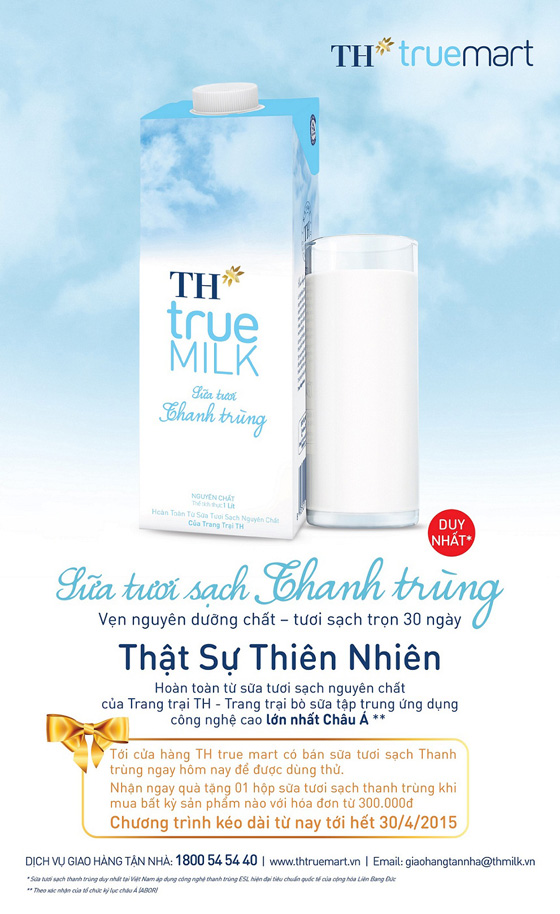 TH truemart
TH
true
MILK
Sữa tươi
Thanh trùng
NGUYÊN CHẤT
Thể tích thực 1 Lít
Hoàn Toàn Từ Sữa Tươi Sạch Nguyên Chất
Của Trang Trại TH
DUY
NHẤT*
Sữa tươi sạch Thanh trùng
Vẹn nguyên dưỡng chất – tươi sạch trọn 30 ngày
Thật Sự Thiên Nhiên
Hoàn toàn từ sữa tươi sạch nguyên chất
của Trang trại TH - Trang trại bò sữa tập trung ứng dụng
công nghệ cao lớn nhất Châu Á **
Tới cửa hàng TH true mart có bán sữa tươi sạch Thanh
trùng ngay hôm nay để được dùng thử.
Nhận ngay quà tặng 01 hộp sữa tươi sạch thanh trùng khi
mua bất kỳ sản phẩm nào với hóa đơn từ 300.000đ
Chương trình kéo dài từ nay tới hết 30/4/2015
DỊCH VỤ GIAO HÀNG TẬN NHÀ: 1800 54 54 40 | www.thtruemart.vn | Email: giaohangtannha@thmilk.vn
* Sữa tươi sạch thanh trùng duy nhất tại Việt Nam áp dụng công nghệ thanh trùng ESL hiện đại tiêu chuẩn quốc tế của cộng hòa Liên Bang Đức
** Theo xác nhận của tổ chức kỷ lục châu Á (ABOR)